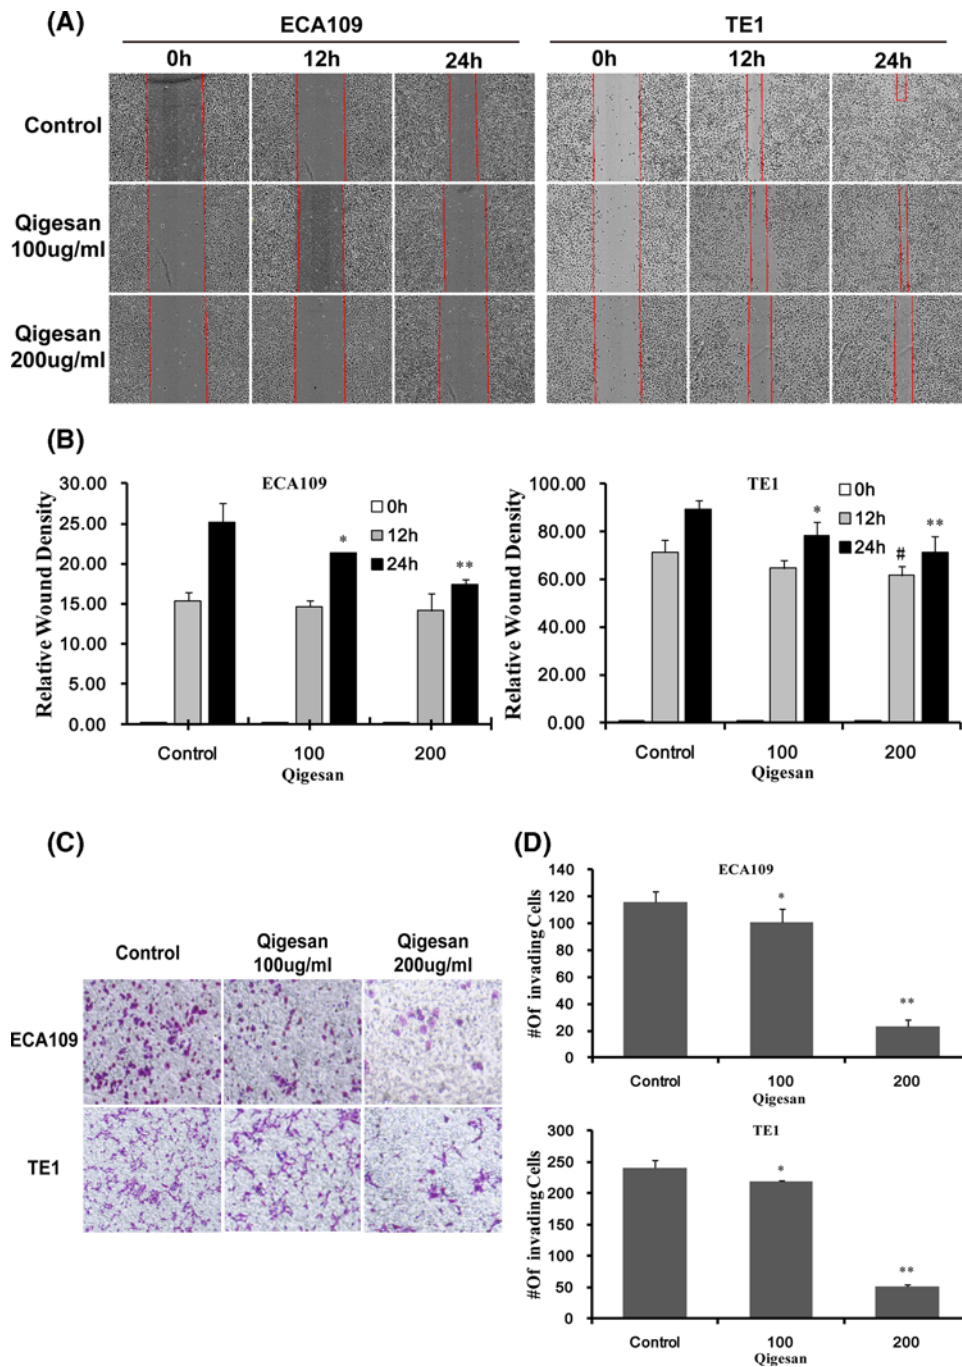 (A)
ECA109 TE1
0h 12h 24h 0h 12h 24h
Control
Qigesan
100ug/ml
Qigesan
200ug/ml
(B)
ECA109
Relative Wound Density
30.00
25.00
20.00
15.00
10.00
5.00
0.00
0h
12h
24h
*
**
Control 100 200
Qigesan
TE1
Relative Wound Density
100.00
80.00
60.00
40.00
20.00
0.00
0h
12h
24h
*
#
**
Control 100 200
Qigesan
(C)
Control
Qigesan
100ug/ml
Qigesan
200ug/ml
ECA109
TE1
(D)
ECA109
#Of invading Cells
140
120
100
80
60
40
20
0
*
**
Control 100 200
Qigesan
TE1
#Of invading Cells
300
250
200
150
100
50
0
*
**
Control 100 200
Qigesan